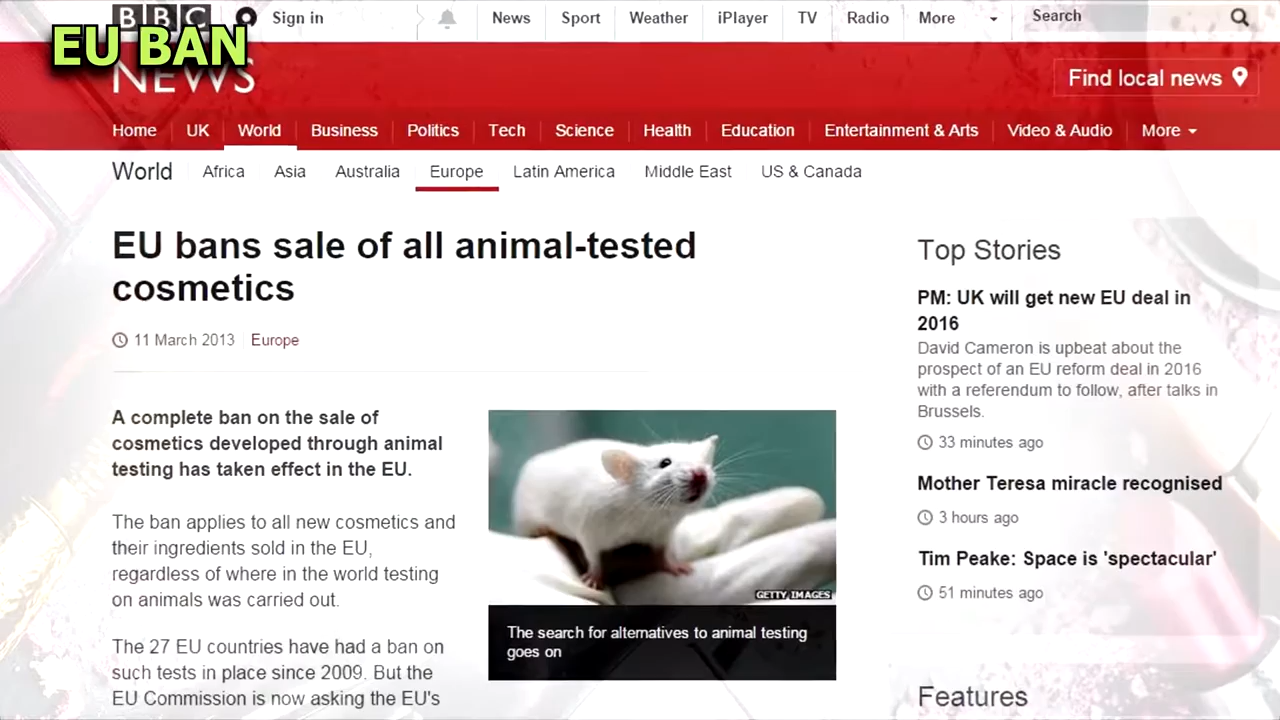 BBC
Sign in
News
Sport
Weather
iPlayer
TV
Radio
More
Search
EU BAN
NEWS
Find local news
Home
UK
World
Business
Politics
Tech
Science
Health
Education
Entertainment & Arts
Video & Audio
More
World
Africa
Asia
Australia
Europe
Latin America
Middle East
US & Canada
EU bans sale of all animal-tested
cosmetics
11 March 2013
Europe
A complete ban on the sale of
cosmetics developed through animal
testing has taken effect in the EU.
The ban applies to all new cosmetics and
their ingredients sold in the EU,
regardless of where in the world testing
on animals was carried out.
The 27 EU countries have had a ban on
such tests in place since 2009. But the
EU Commission is now asking the EU's
GETTY IMAGES
The search for alternatives to animal testing
goes on
Top Stories
PM: UK will get new EU deal in
2016
David Cameron is upbeat about the
prospect of an EU reform deal in 2016
with a referendum to follow, after talks in
Brussels.
33 minutes ago
Mother Teresa miracle recognised
3 hours ago
Tim Peake: Space is 'spectacular'
51 minutes ago
Features